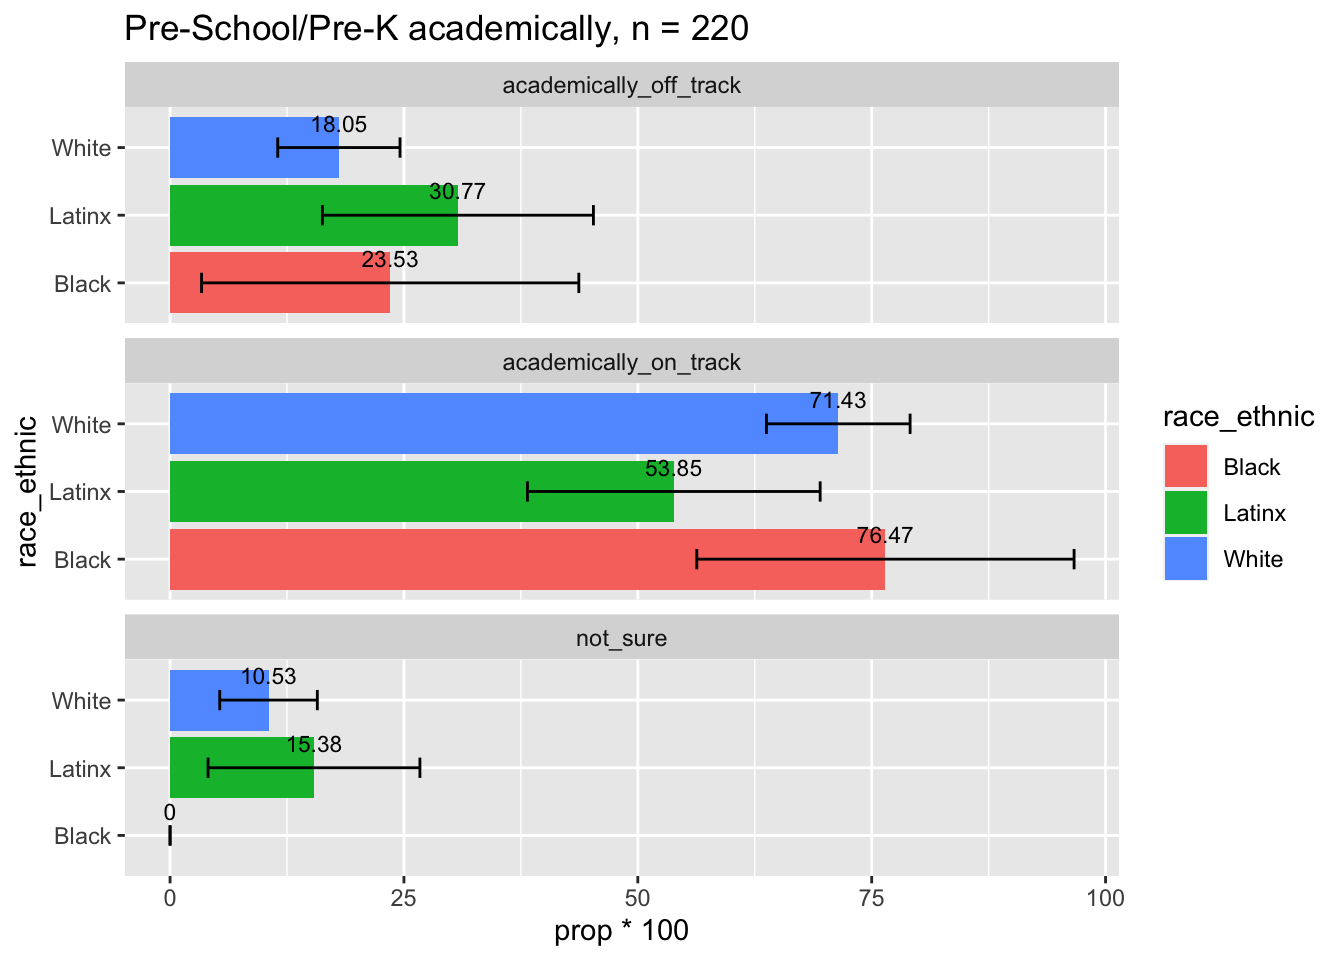 Pre-School/Pre-K academically, n = 220
academically_off_track
White
18.05
Latinx
30.77
Black
23.53
academically_on_track
White
71.43
Latinx
53.85
Black
76.47
not_sure
White
10.53
Latinx
15.38
Black
0
0 25 50 75 100
prop * 100
race_ethnic
race_ethnic
Black
Latinx
White